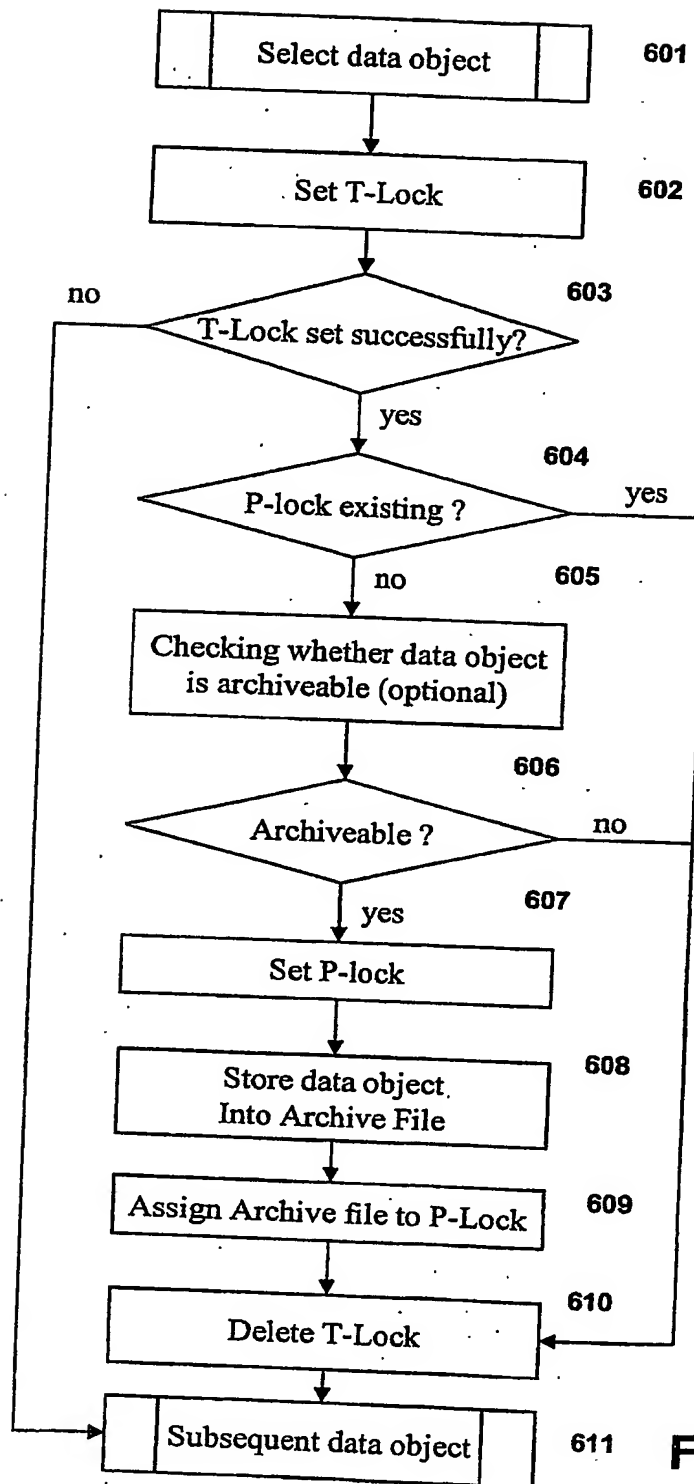 Select data object 601
Set T-Lock 602
603
no
T-Lock set successfully?
yes
604
P-lock existing ? yes
no 605
Checking whether data object
is archiveable (optional)
606
Archiveable ? no
yes 607
Set P-lock
Store data object 608
Into Archive File
Assign Archive file to P-Lock 609
610
Delete T-Lock
Subsequent data object 611
F